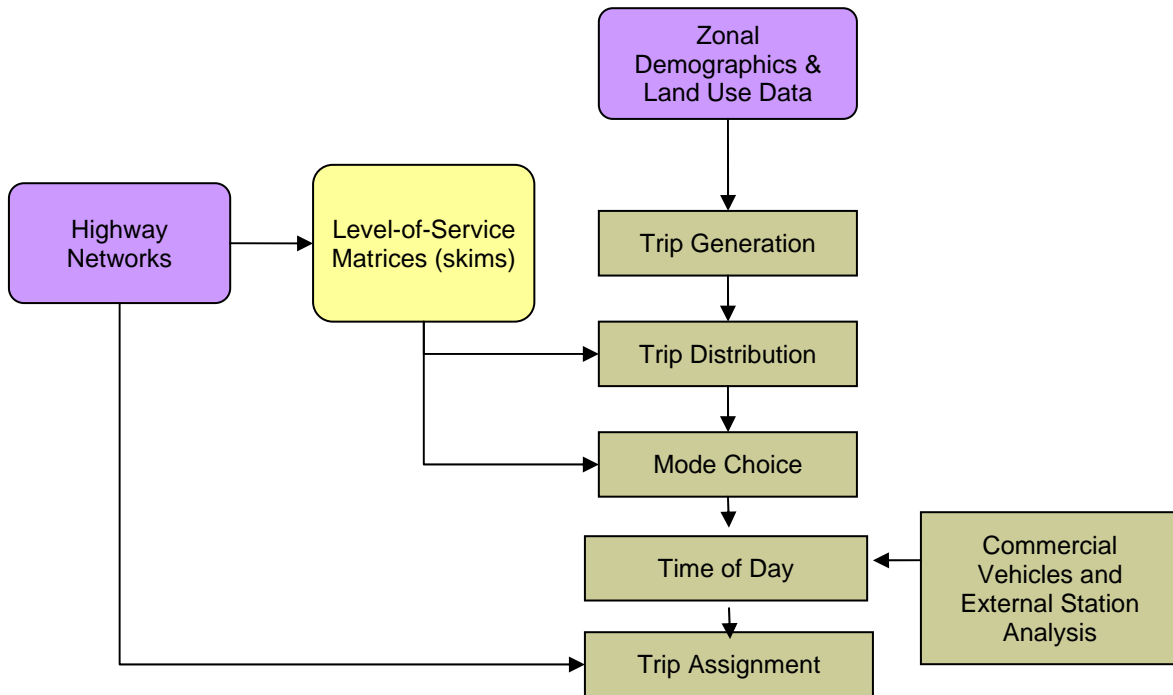 Zonal
Demographics &
Land Use Data
Highway
Networks
Level-of-Service
Matrices (skims)
Trip Generation
Trip Distribution
Mode Choice
Time of Day
Commercial
Vehicles and
External Station
Analysis
Trip Assignment